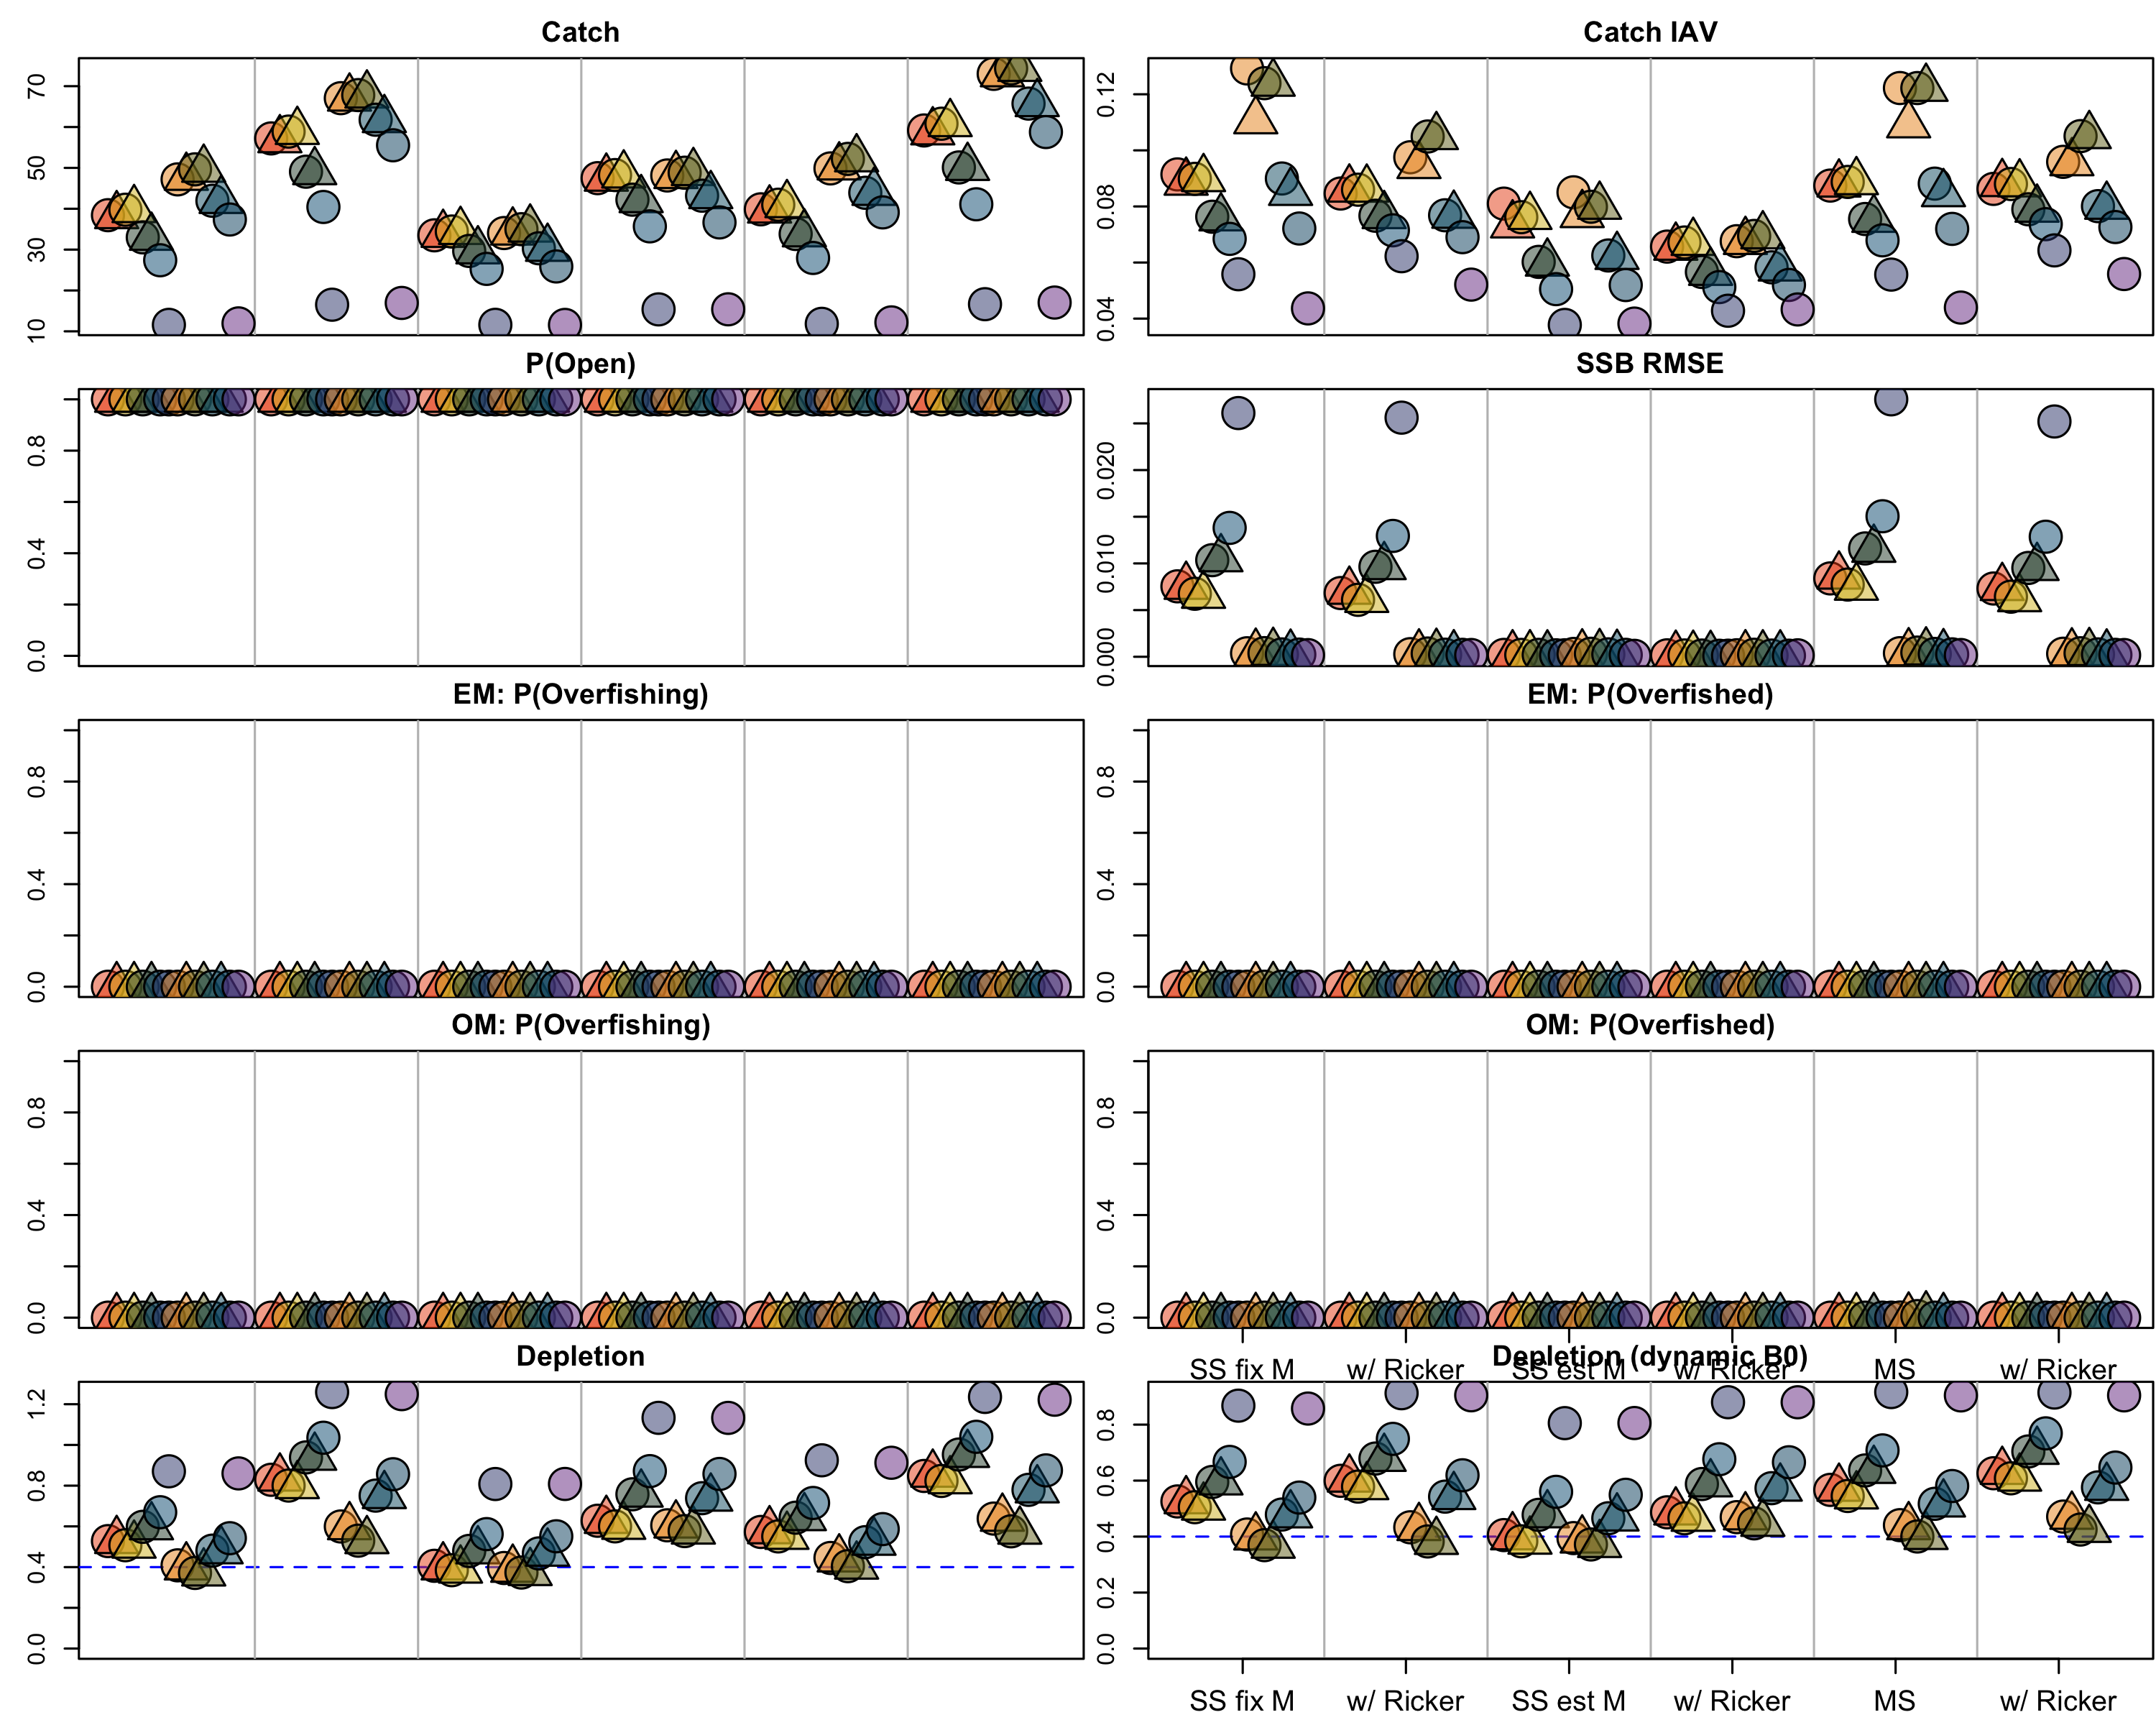 Catch
70
50
30
10
Catch IAV
0.12
0.08
0.04
P(Open)
0.8
0.4
0.0
SSB RMSE
0.020
0.010
0.000
EM: P(Overfishing)
0.8
0.4
0.0
EM: P(Overfished)
0.8
0.4
0.0
OM: P(Overfishing)
0.8
0.4
0.0
OM: P(Overfished)
0.8
0.4
0.0
SS fix M w/ Ricker SS est M w/ Ricker MS w/ Ricker
Depletion
1.2
0.8
0.4
0.0
Depletion (dynamic B0)
0.8
0.6
0.4
0.2
0.0
SS fix M w/ Ricker SS est M w/ Ricker MS w/ Ricker